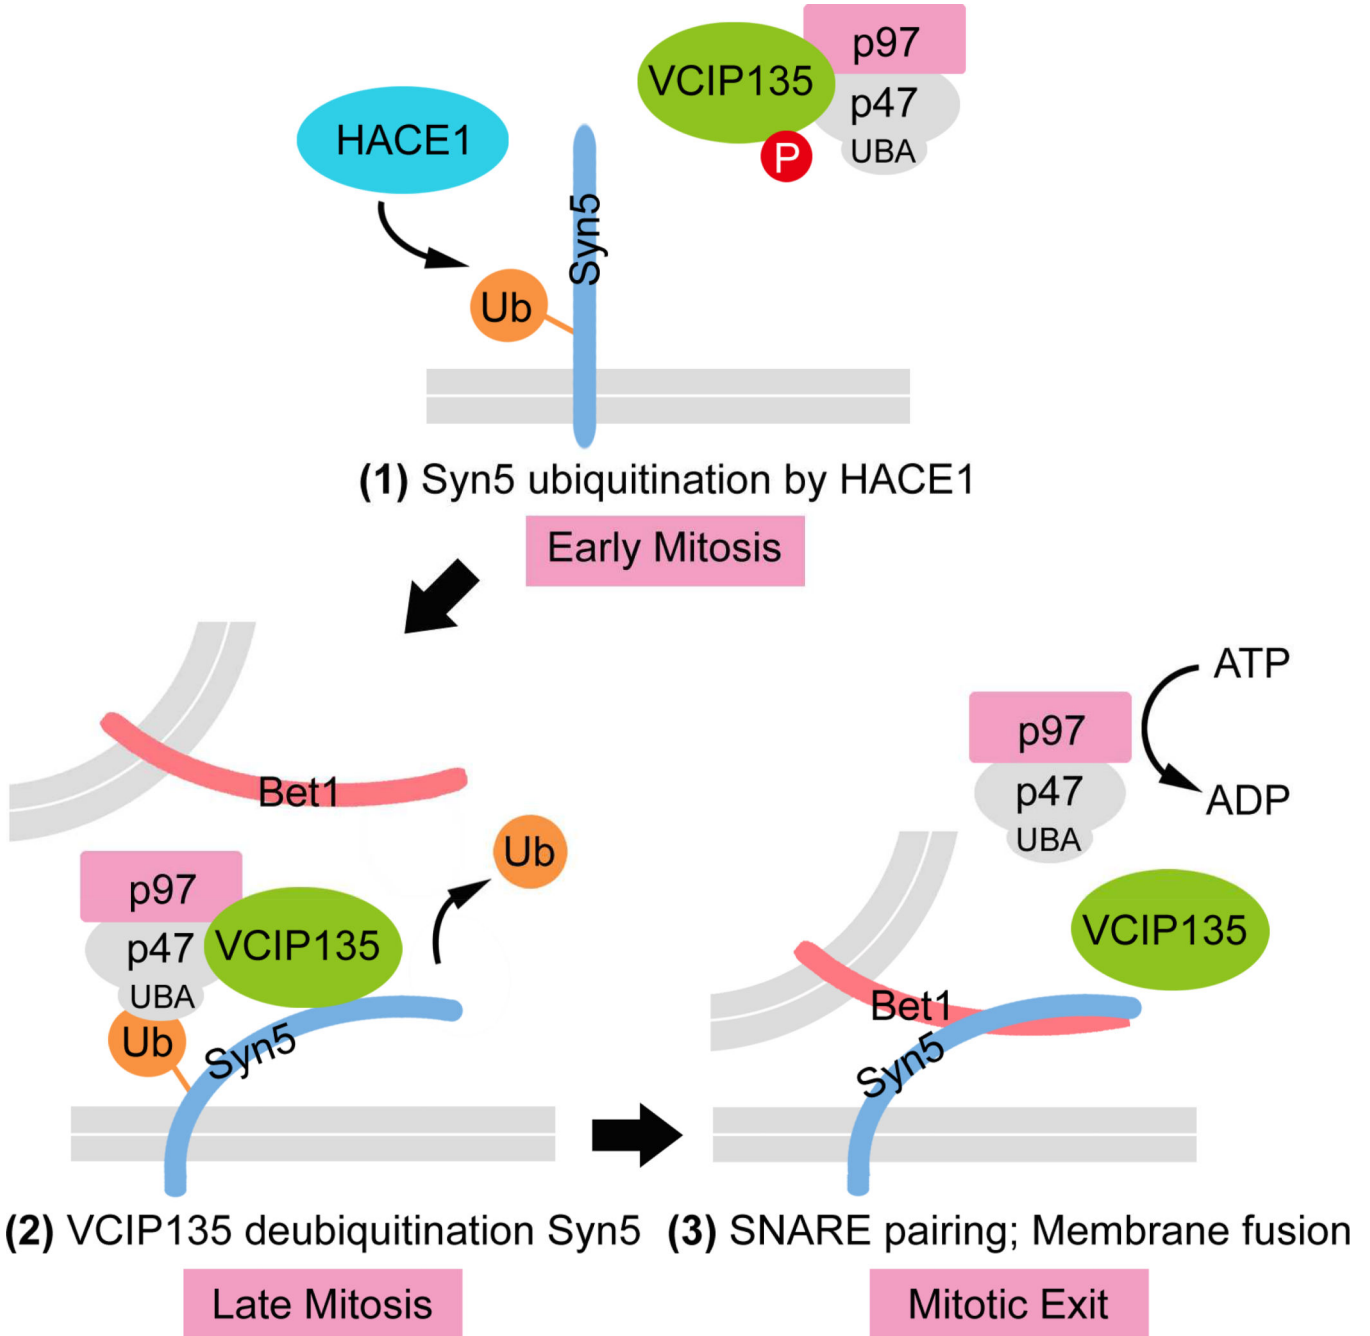 p97
VCIP135
p47
UBA
P
HACE1
Syn5
Ub
(1) Syn5 ubiquitination by HACE1
Early Mitosis
Bet1
Ub
p97
p47
VCIP135
UBA
Ub
Syn5
(2) VCIP135 deubiquitination Syn5
Late Mitosis
ATP
p97
p47
ADP
UBA
VCIP135
Bet1
Syn5
(3) SNARE pairing; Membrane fusion
Mitotic Exit